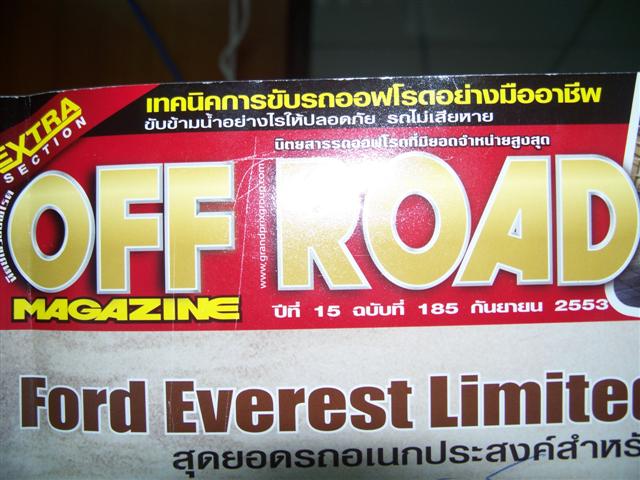 EXTRA
SECTION
เทคนิคการขับรถออฟโรดอย่างมืออาชีพ
ขับข้ามน้ำอย่างไรให้ปลอดภัย รถไม่เสียหาย
นิตยสารรถออฟโรดที่มียอดจำหน่ายสูงสุด
OFF ROAD
www.grandprixgroup.com
MAGAZINE
ปีที่ 15 ฉบับที่ 185 กันยายน 2553
Ford Everest Limite
สุดยอดรถอเนกประสงค์สำหรั